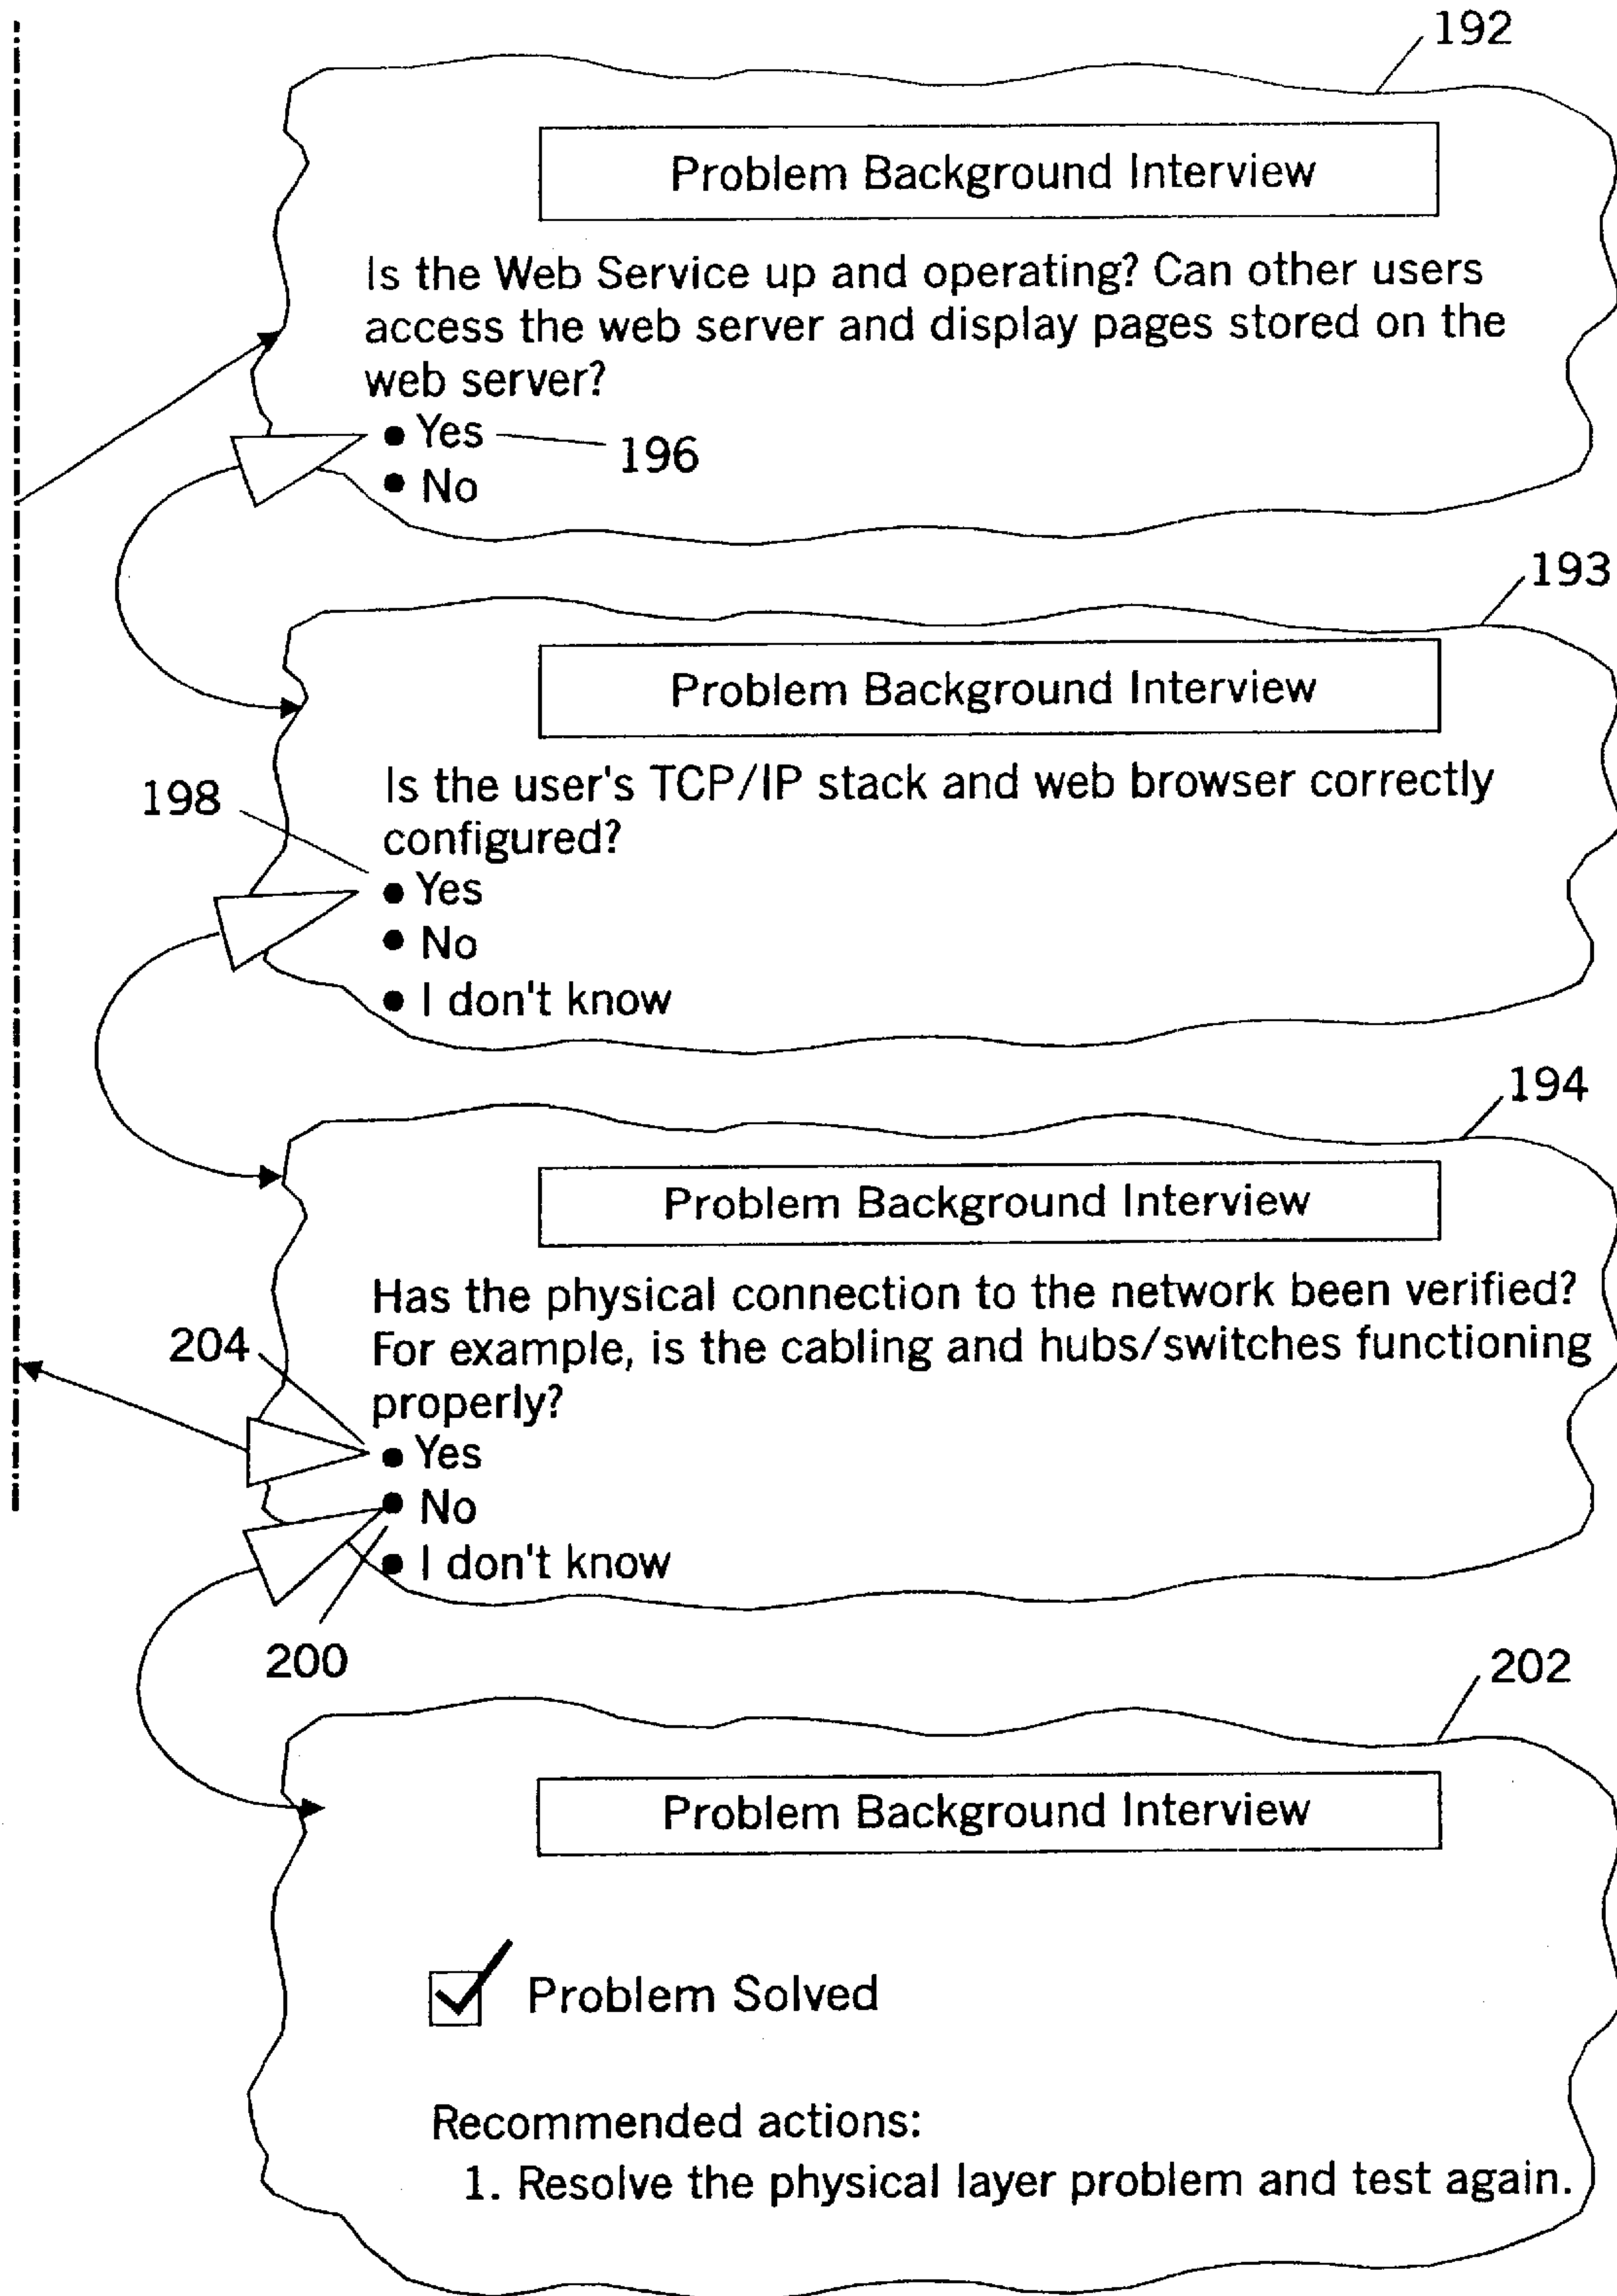 192
Problem Background Interview
Is the Web Service up and operating? Can other users
access the web server and display pages stored on the
web server?
• Yes
196
• No
193
Problem Background Interview
Is the user's TCP/IP stack and web browser correctly
configured?
198
• Yes
• No
• I don't know
194
Problem Background Interview
Has the physical connection to the network been verified?
For example, is the cabling and hubs/switches functioning
properly?
204
• Yes
• No
• I don't know
200
202
Problem Background Interview
Problem Solved
Recommended actions:
1. Resolve the physical layer problem and test again.